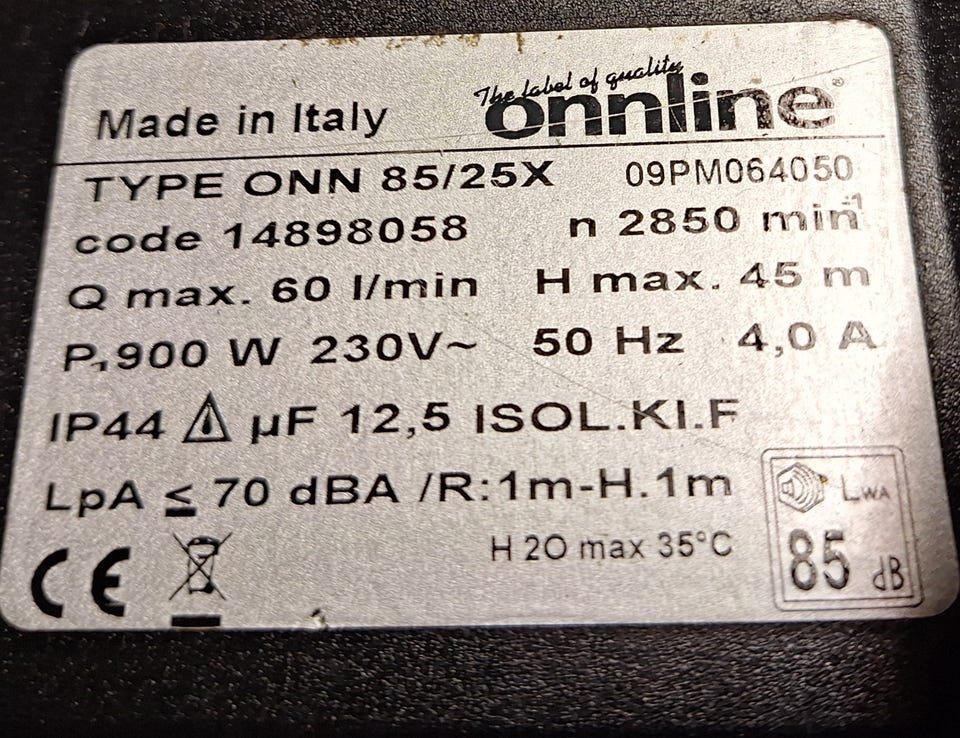 The label of quality
Made in Italy onnline®
TYPE ONN 85/25X 09PM064050
code 14898058 n 2850 min-1
Q max. 60 l/min H max. 45 m
P1 900 W 230V~ 50 Hz 4,0 A
IP44 µF 12,5 ISOL.KI.F
LpA ≤ 70 dBA /R:1m-H.1m
LWA
H 2O max 35°C
85 dB
CE